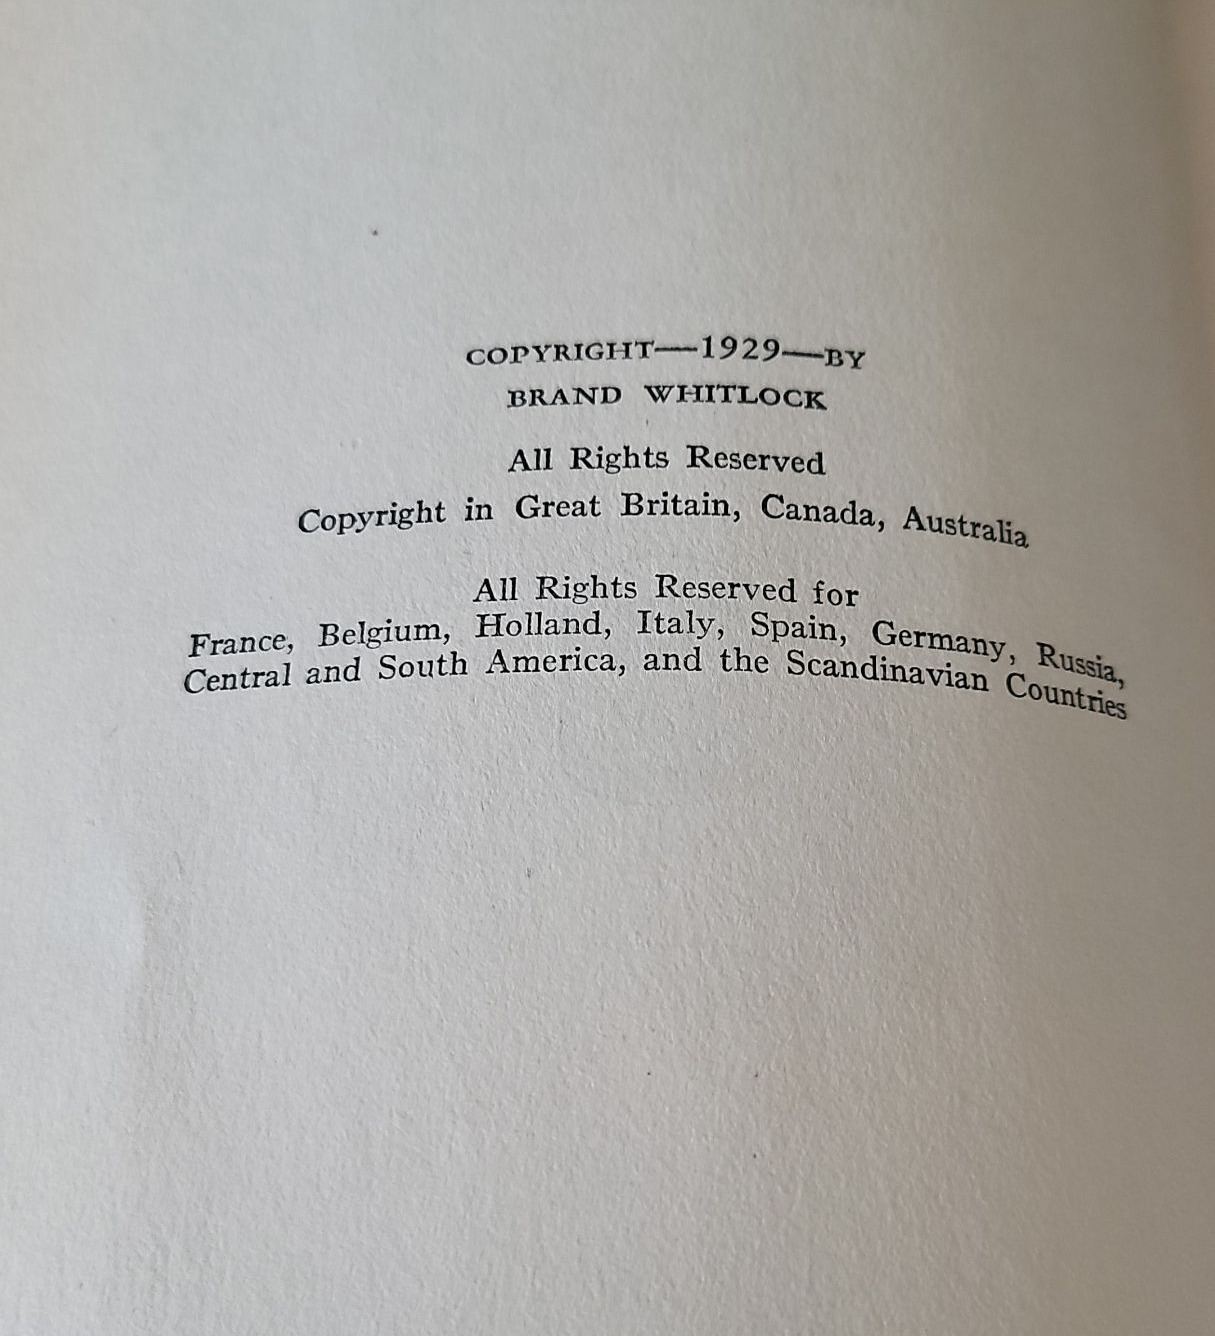 COPYRIGHT—1929—BY
BRAND WHITLOCK
All Rights Reserved
Copyright in Great Britain, Canada, Australia
All Rights Reserved for
France, Belgium, Holland, Italy, Spain, Germany, Russia,
Central and South America, and the Scandinavian Countries